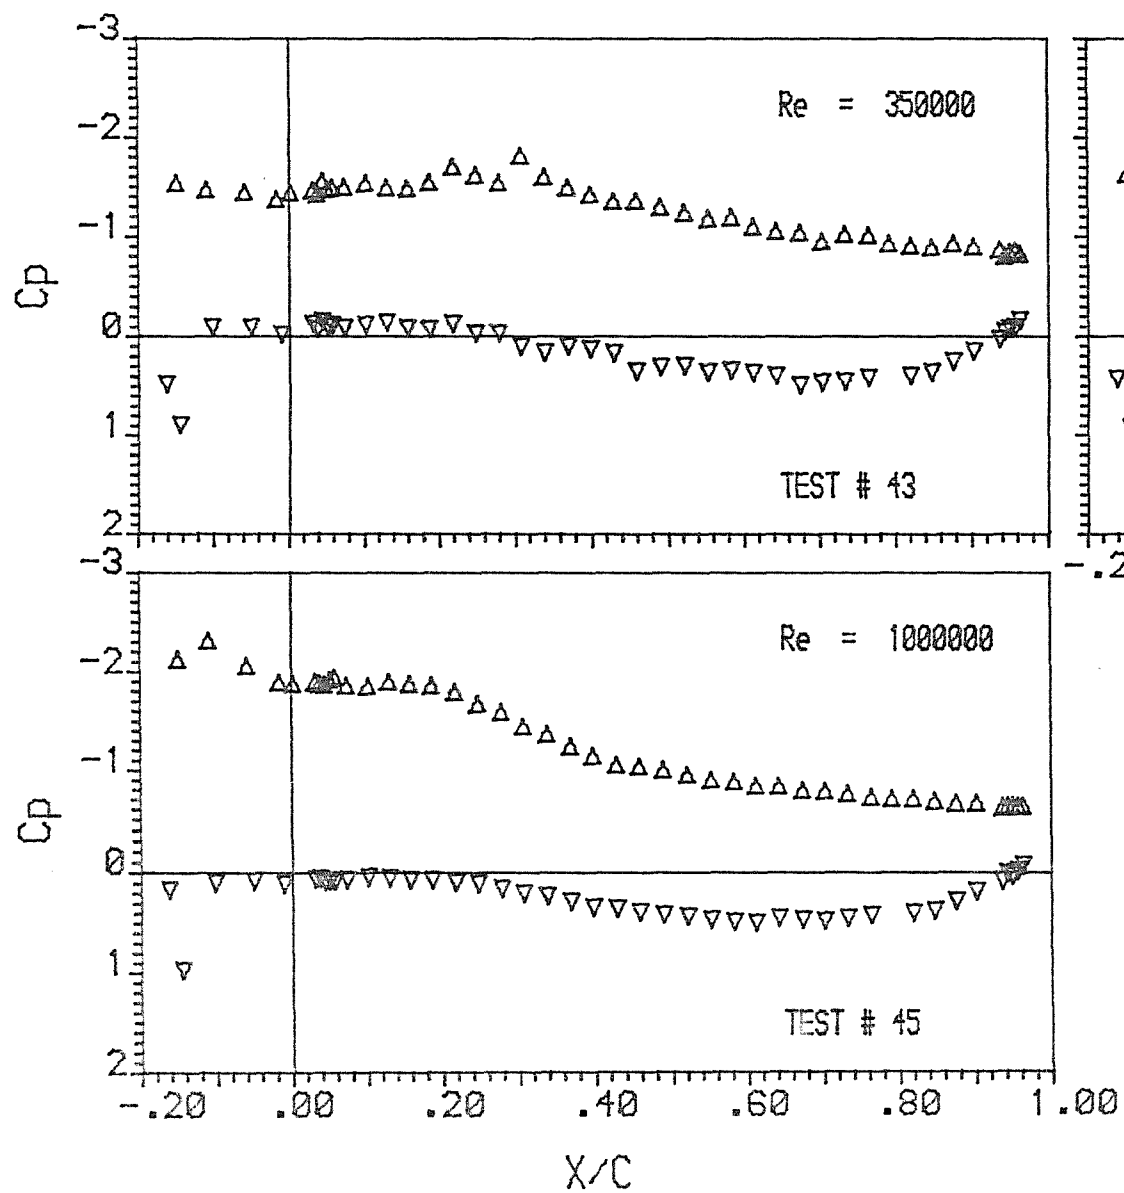 -3
Re = 350000
-2
-1
Cp
0
1
TEST # 43
2
-3
-.2
Re = 1000000
-2
-1
Cp
0
1
TEST # 45
2
-.20 .00 .20 .40 .60 .80 1.00
X/C